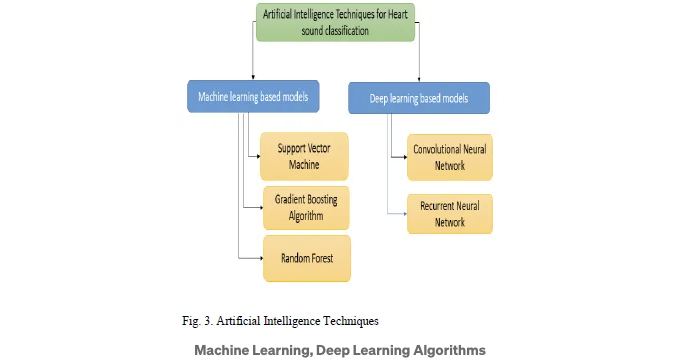 Artificial Intelligence Techniques for Heart
sound classification
Machine learning based models
Deep learning based models
Support Vector
Machine
Convolutional Neural
Network
Gradient Boosting
Algorithm
Recurrent Neural
Network
Random Forest
Fig. 3. Artificial Intelligence Techniques
Machine Learning, Deep Learning Algorithms